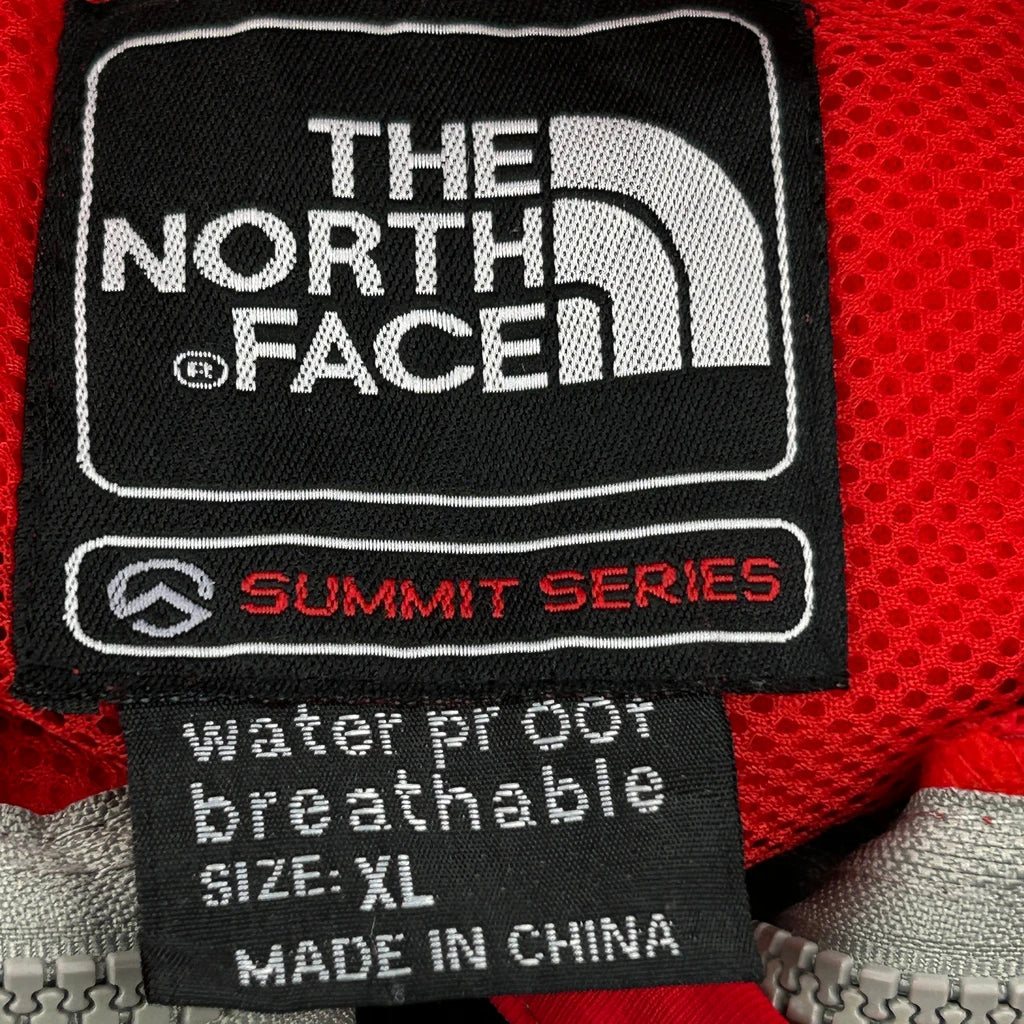 THE
NORTH
®FACE
SUMMIT SERIES
water proof
breathable
SIZE: XL
MADE IN CHINA